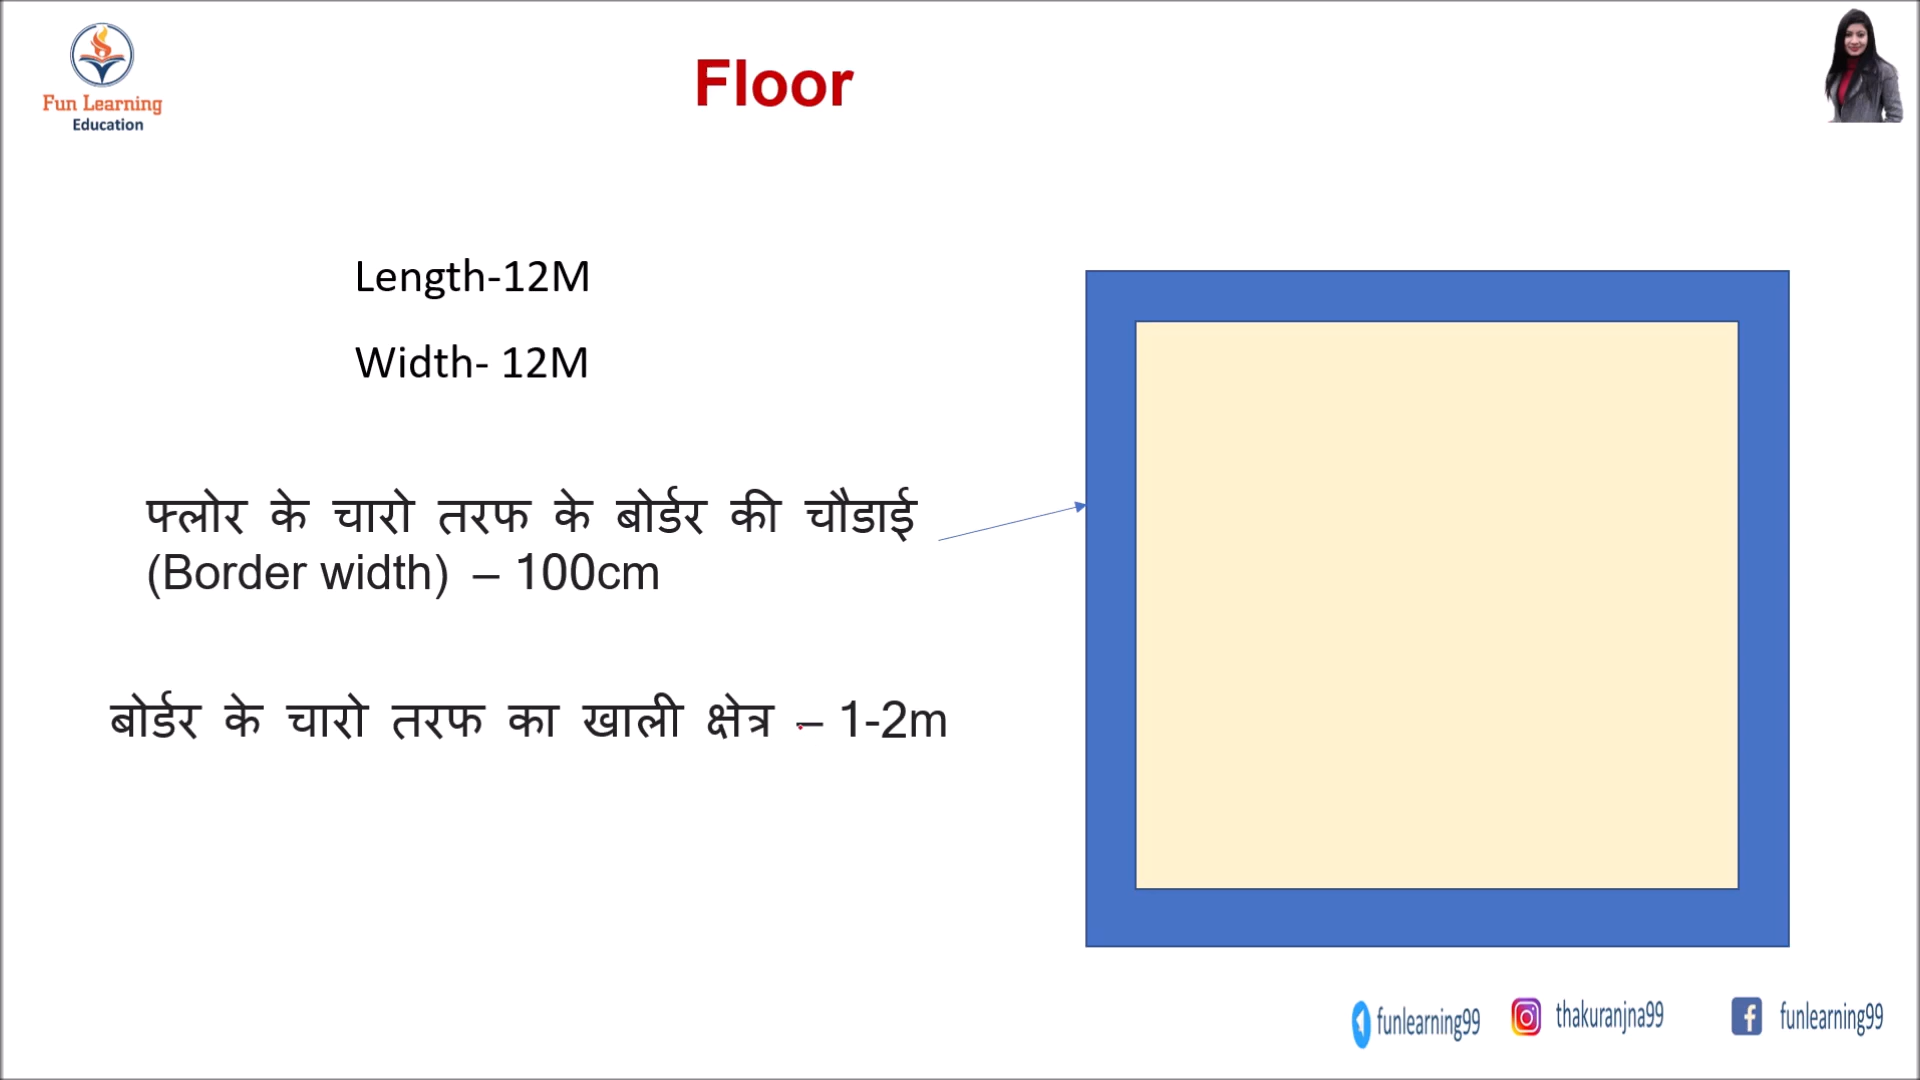 Fun Learning
Education
Floor
Length-12M
Width- 12M
फ्लोर के चारो तरफ के बोर्डर की चौडाई
(Border width) – 100cm
बोर्डर के चारो तरफ का खाली क्षेत्र – 1-2m
funlearning99
thakuranjna99
funlearning99